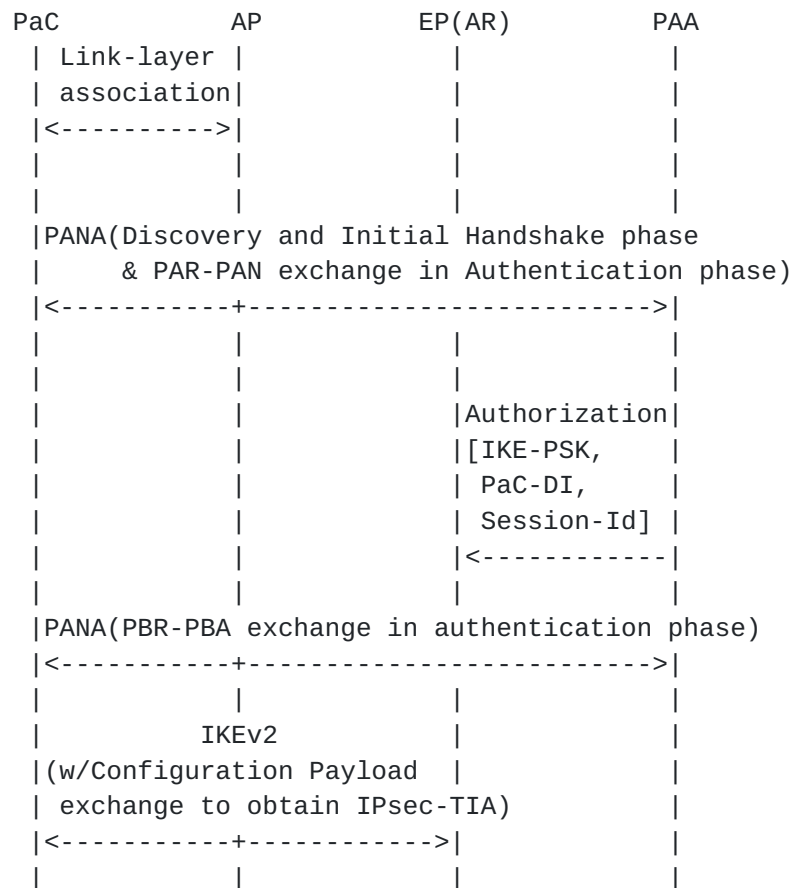 PaC AP EP(AR) PAA
| Link-layer | | |
| association| | |
|<---------->| | |
| | | |
| | | |
|PANA(Discovery and Initial Handshake phase
| & PAR-PAN exchange in Authentication phase)
|<-----------+-------------------------->|
| | | |
| | | |
| | |Authorization|
| | |[IKE-PSK, |
| | | PaC-DI, |
| | | Session-Id] |
| | |<------------|
| | | |
|PANA(PBR-PBA exchange in authentication phase)
|<-----------+-------------------------->|
| | | |
| IKEv2 | |
|(w/Configuration Payload | |
| exchange to obtain IPsec-TIA) |
|<-----------+------------>| |
| | | |